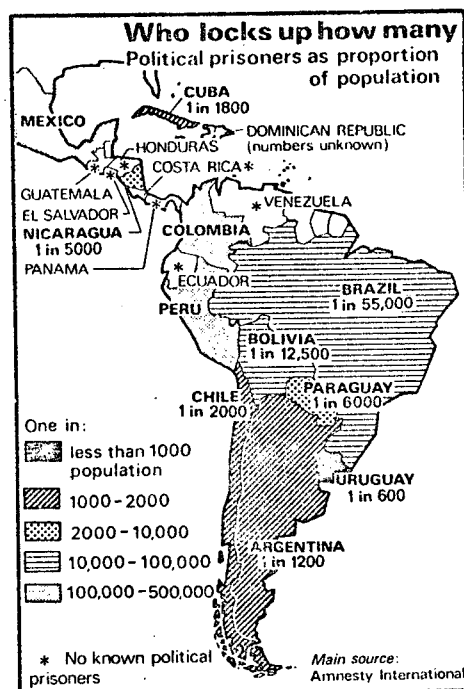 Who locks up how many
Political prisoners as proportion
of population
CUBA
1 in 1800
MEXICO
DOMINICAN REPUBLIC
(numbers unknown)
HONDURAS
COSTA RICA*
GUATEMALA
EL SALVADOR
NICARAGUA
1 in 5000
PANAMA
* VENEZUELA
COLOMBIA
*
ECUADOR
PERU
BRAZIL
1 in 55,000
BOLIVIA
1 in 12,500
CHILE
1 in 2000
PARAGUAY
1 in 6000
URUGUAY
1 in 600
ARGENTINA
1 in 1200
One in:
less than 1000
population
1000-2000
2000-10,000
10,000-100,000
100,000-500,000
* No known political
prisoners
Main source:
Amnesty International